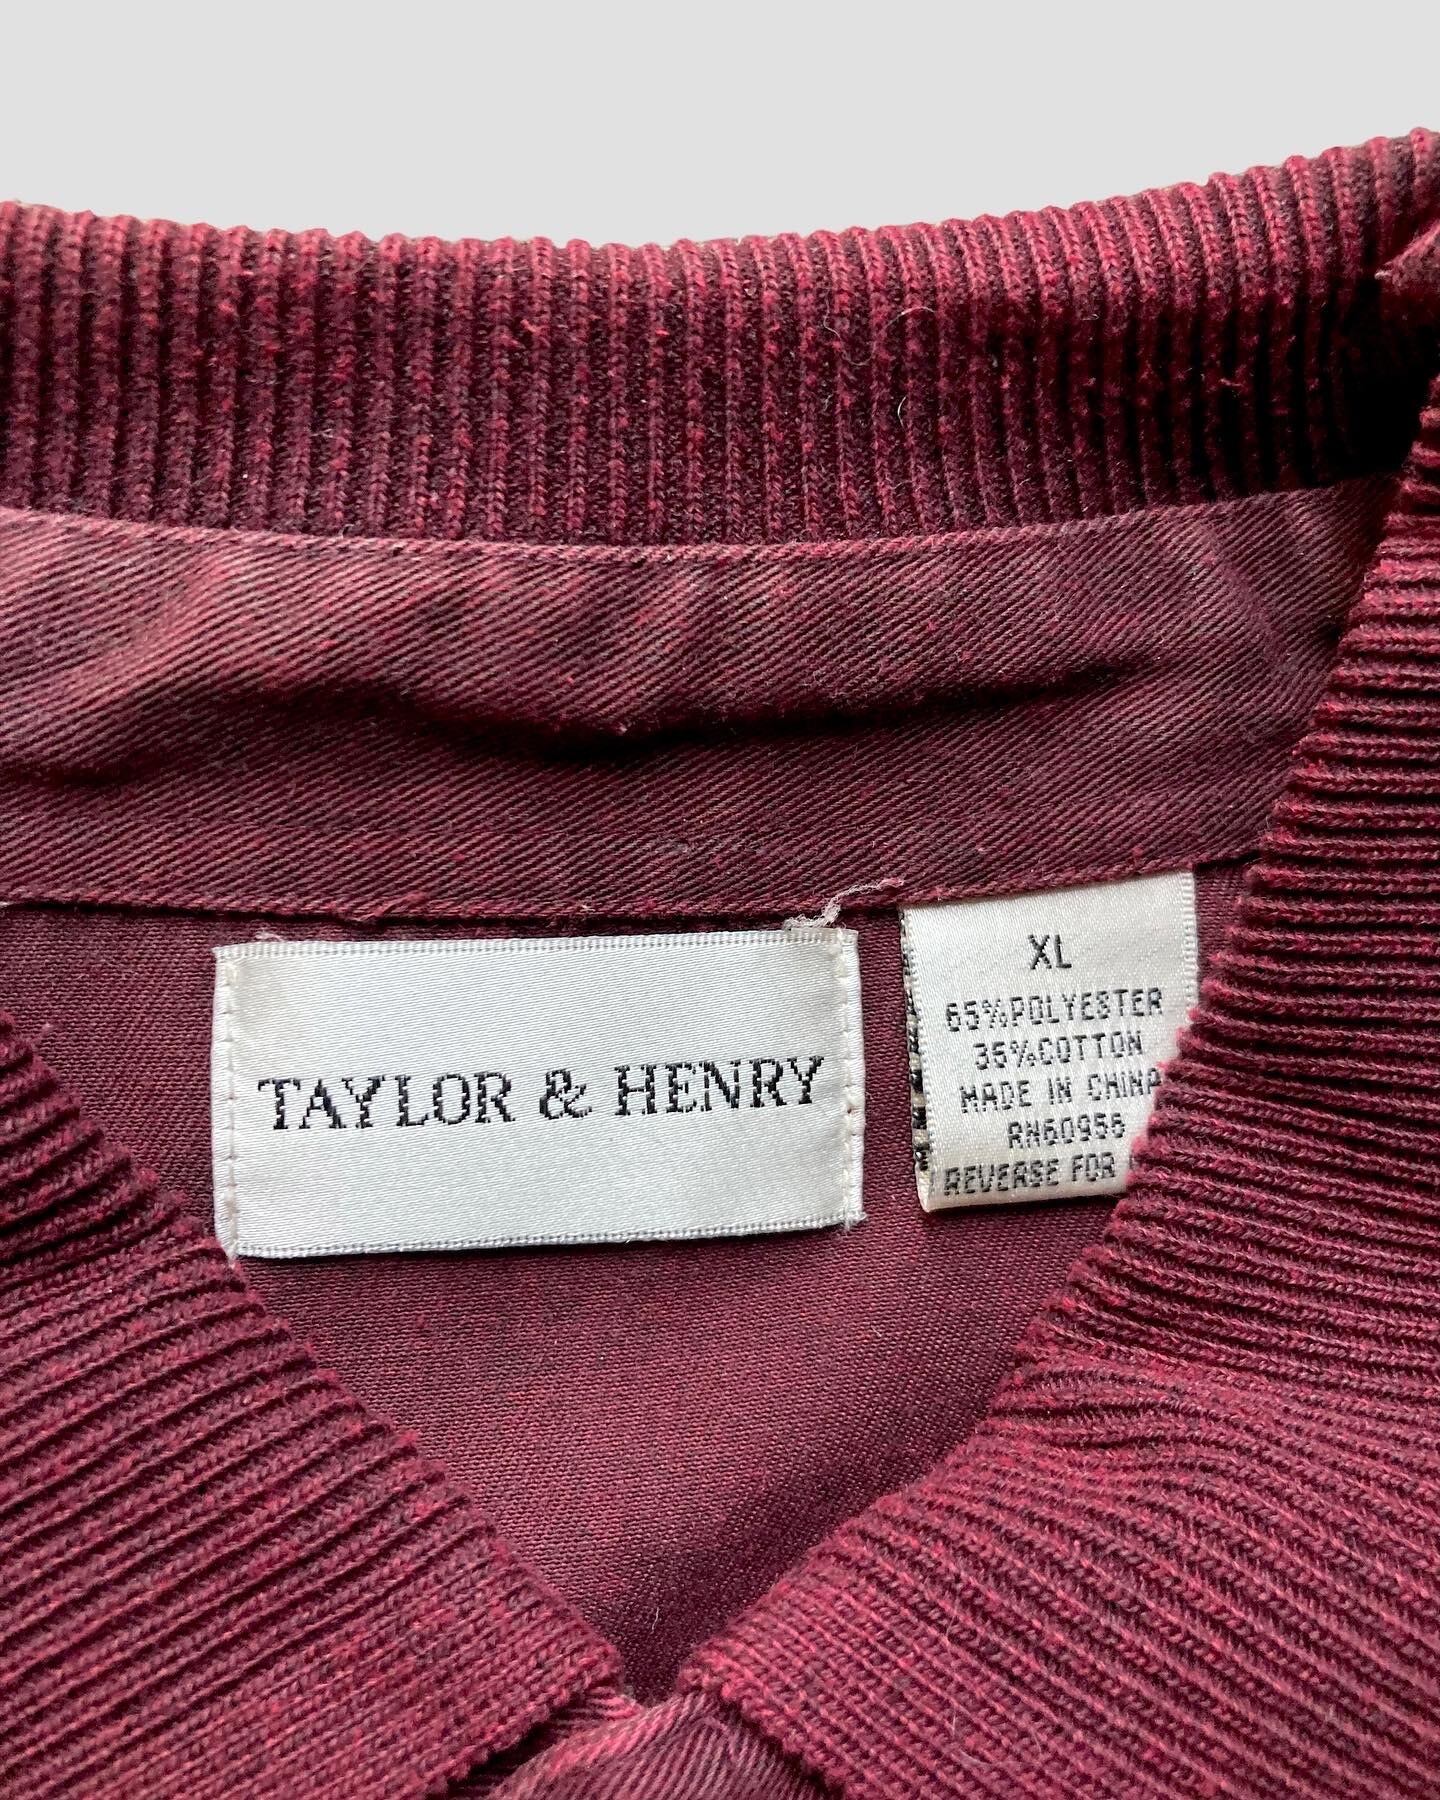 TAYLOR & HENRY
XL
65%POLYESTER
35%COTTON
MADE IN CHINA
RN60956
REVERSE FOR